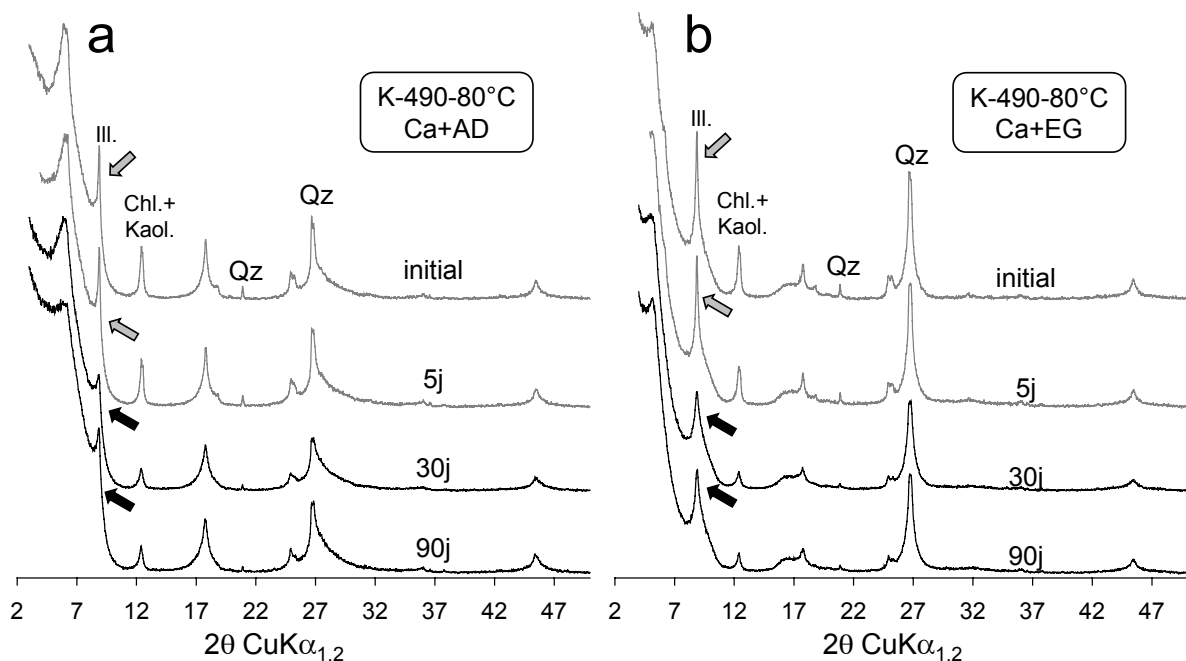 a
K-490-80°C
Ca+AD
Ill.
Chl.+
Kaol.
Qz
Qz
initial
5j
30j
90j
2 7 12 17 22 27 32 37 42 47
2θ CuKα1,2
b
K-490-80°C
Ca+EG
Ill.
Chl.+
Kaol.
Qz
Qz
initial
5j
30j
90j
2 7 12 17 22 27 32 37 42 47
2θ CuKα1,2